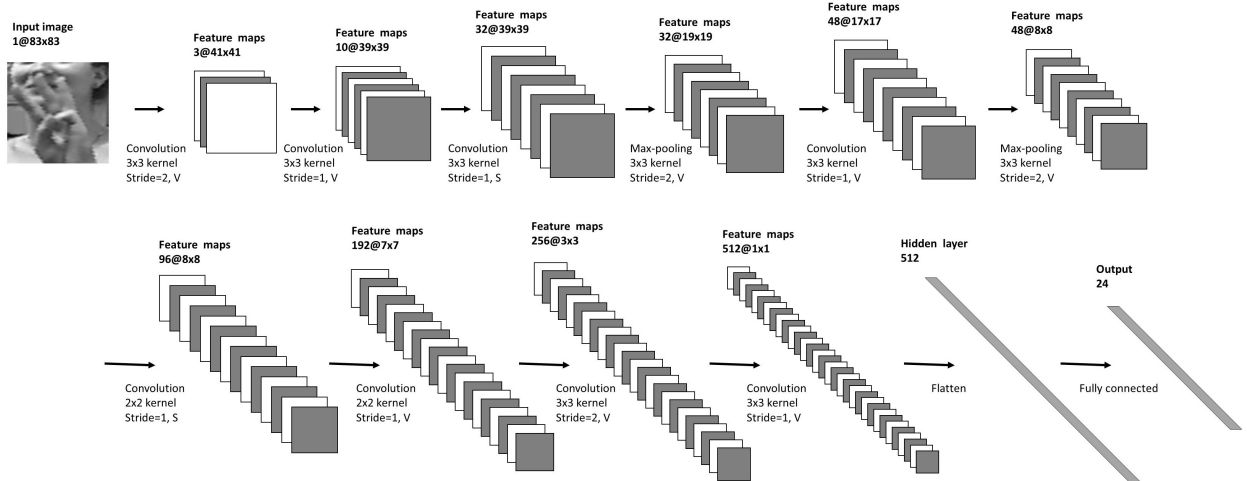 Input image
1@83x83
Feature maps
3@41x41
Feature maps
10@39x39
Feature maps
32@39x39
Feature maps
32@19x19
Feature maps
48@17x17
Feature maps
48@8x8
Convolution
3x3 kernel
Stride=2, V
Convolution
3x3 kernel
Stride=1, V
Convolution
3x3 kernel
Stride=1, S
Max-pooling
3x3 kernel
Stride=2, V
Convolution
3x3 kernel
Stride=1, V
Max-pooling
3x3 kernel
Stride=2, V
Feature maps
96@8x8
Feature maps
192@7x7
Feature maps
256@3x3
Feature maps
512@1x1
Hidden layer
512
Output
24
Convolution
2x2 kernel
Stride=1, S
Convolution
2x2 kernel
Stride=1, V
Convolution
3x3 kernel
Stride=2, V
Convolution
3x3 kernel
Stride=1, V
Flatten
Fully connected